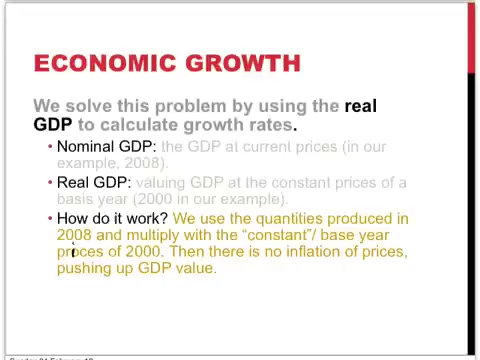 ECONOMIC GROWTH
We solve this problem by using the real
GDP to calculate growth rates.
• Nominal GDP: the GDP at current prices (in our
example, 2008).
• Real GDP: valuing GDP at the constant prices of a
basis year (2000 in our example).
• How do it work? We use the quantities produced in
2008 and multiply with the “constant”/ base year
proces of 2000. Then there is no inflation of prices,
pushing up GDP value.